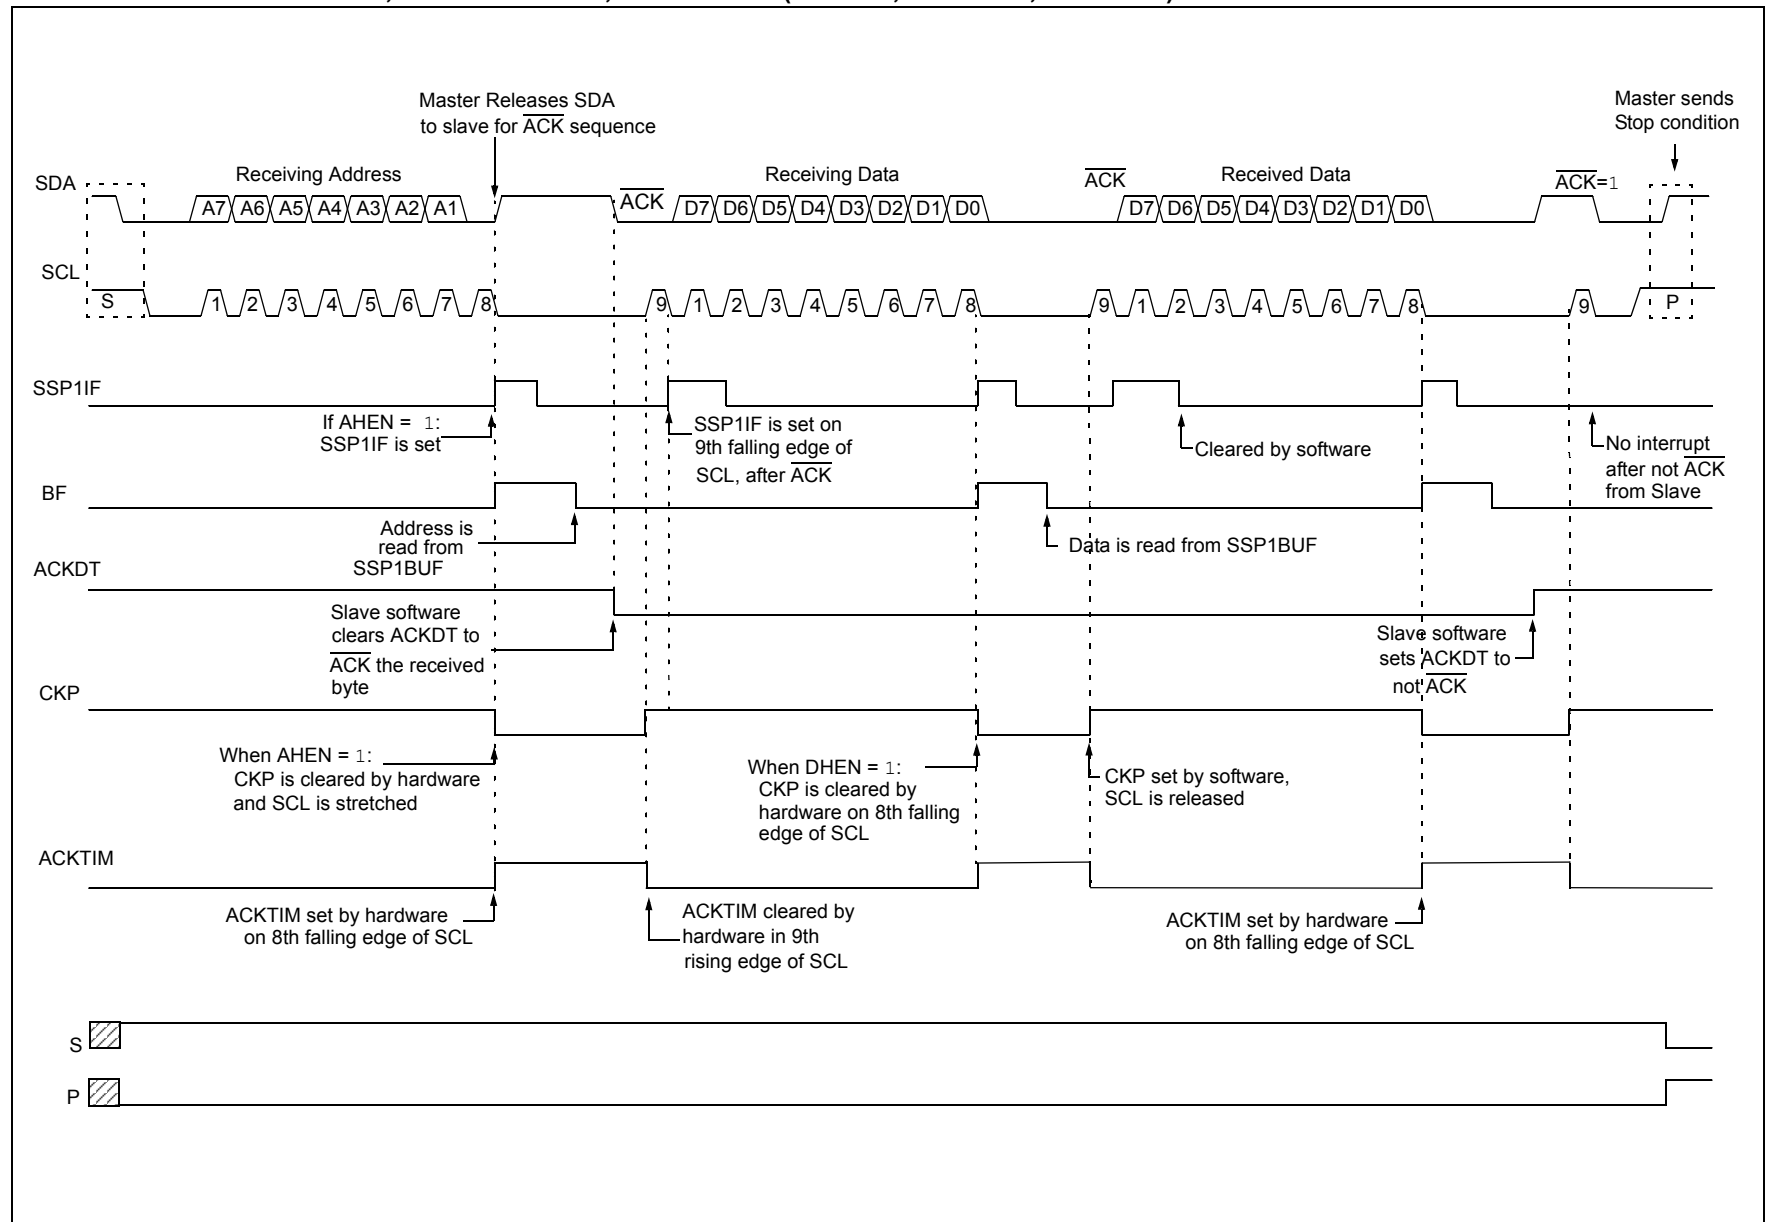 Master Releases SDA
to slave for ACK sequence
Master sends
Stop condition
SDA
Receiving Address
ACK
Receiving Data
ACK
Received Data
ACK=1
A7 A6 A5 A4 A3 A2 A1
D7 D6 D5 D4 D3 D2 D1 D0
D7 D6 D5 D4 D3 D2 D1 D0
SCL
S
1 2 3 4 5 6 7 8
9 1 2 3 4 5 6 7 8
9 1 2 3 4 5 6 7 8
9
P
SSP1IF
If AHEN = 1:
SSP1IF is set
SSP1IF is set on
9th falling edge of
SCL, after ACK
Cleared by software
No interrupt
after not ACK
from Slave
BF
Address is
read from
SSP1BUF
Data is read from SSP1BUF
ACKDT
Slave software
clears ACKDT to
ACK the received
byte
Slave software
sets ACKDT to
not ACK
CKP
When AHEN = 1:
CKP is cleared by hardware
and SCL is stretched
When DHEN = 1:
CKP is cleared by
hardware on 8th falling
edge of SCL
CKP set by software,
SCL is released
ACKTIM
ACKTIM set by hardware
on 8th falling edge of SCL
ACKTIM cleared by
hardware in 9th
rising edge of SCL
ACKTIM set by hardware
on 8th falling edge of SCL
S
P